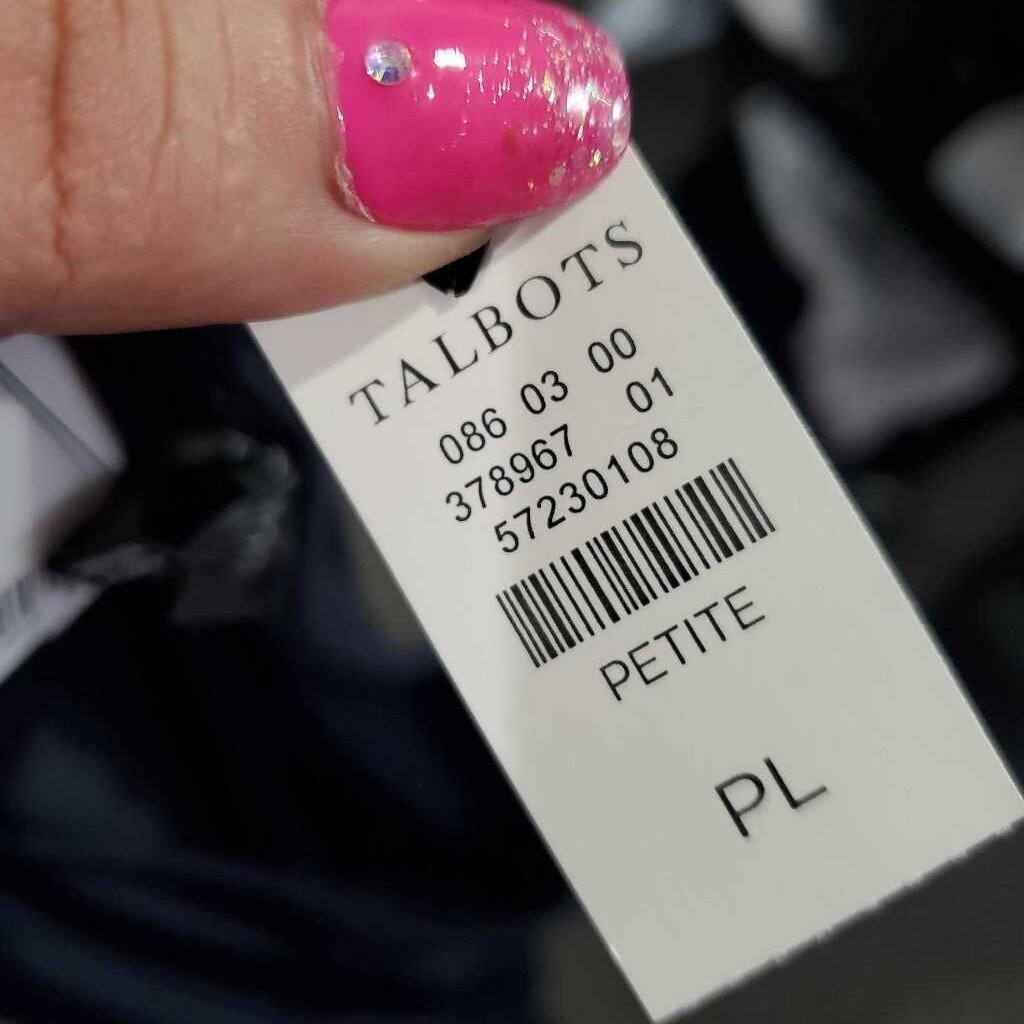 TALBOTS
086 03 00
378967 01
57230108
PETITE
PL